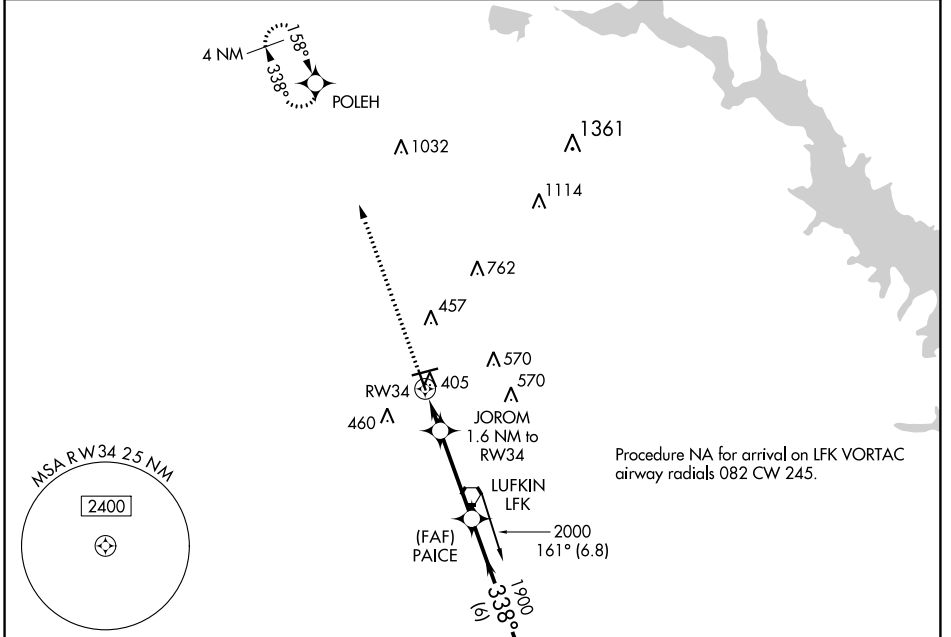 4 NM
158°
338°
POLEH
1032
1361
1114
762
457
570
RW34
405
570
460
JOROM
1.6 NM to
RW34
Procedure NA for arrival on LFK VORTAC
airway radials 082 CW 245.
MSA RW34 25 NM
2400
LUFKIN
LFK
(FAF)
PAICE
2000
161° (6.8)
1900
338°
(6)